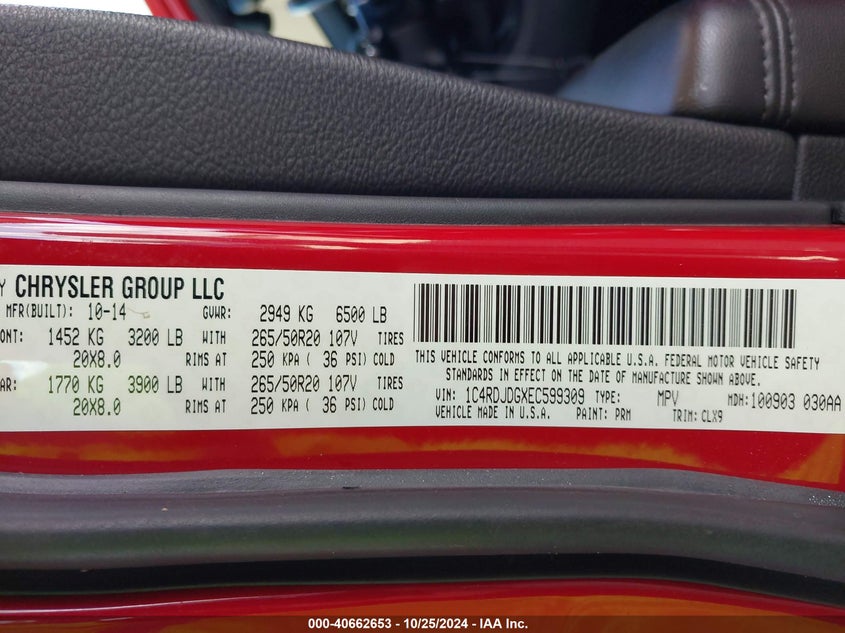 Y CHRYSLER GROUP LLC
MFR(BUILT): 10-14 GVWR: 2949 KG 6500 LB
ONT: 1452 KG 3200 LB WITH 265/50R20 107V TIRES
20X8.0 RIMS AT 250 KPA ( 36 PSI) COLD
AR: 1770 KG 3900 LB WITH 265/50R20 107V TIRES
20X8.0 RIMS AT 250 KPA ( 36 PSI) COLD
THIS VEHICLE CONFORMS TO ALL APPLICABLE U.S.A. FEDERAL MOTOR VEHICLE SAFETY
STANDARDS IN EFFECT ON THE DATE OF MANUFACTURE SHOWN ABOVE.
VIN: 1C4RDJDGXEC599309 TYPE: MPV MDH: 100903 030AA
VEHICLE MADE IN U.S.A. PAINT: PRM TRIM: CLX9
000-40662653 - 10/25/2024 - IAA Inc.